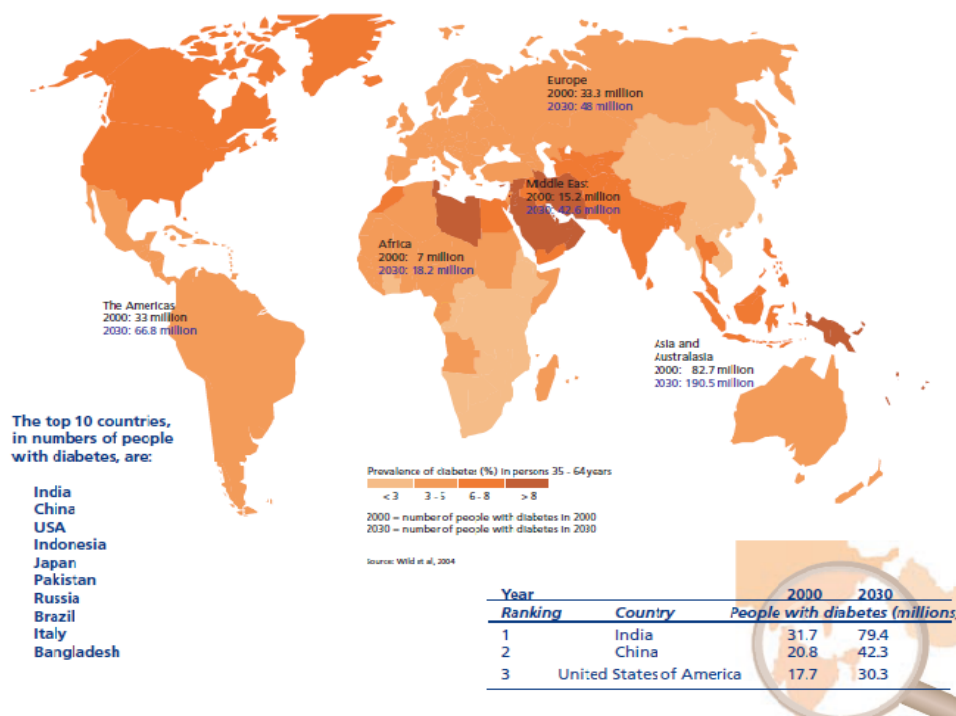 Europe
2000: 33.3 million
2030: 48 million
Middle East
2000: 15.2 million
2030: 42.6 million
Africa
2000: 7 million
2030: 18.2 million
The Americas
2000: 33 million
2030: 66.8 million
Asia and
Australasia
2000: 82.7 million
2030: 190.5 million
The top 10 countries,
in numbers of people
with diabetes, are:
India
China
USA
Indonesia
Japan
Pakistan
Russia
Brazil
Italy
Bangladesh
Prevalence of diabetes (%) in persons 35 - 64 years
< 3 3 - 5 6 - 8 > 8
2000 = number of people with diabetes in 2000
2030 = number of people with diabetes in 2030
Source: Wild et al, 2004
Year 2000 2030
Ranking Country People with diabetes (millions)
1 India 31.7 79.4
2 China 20.8 42.3
3 United States of America 17.7 30.3